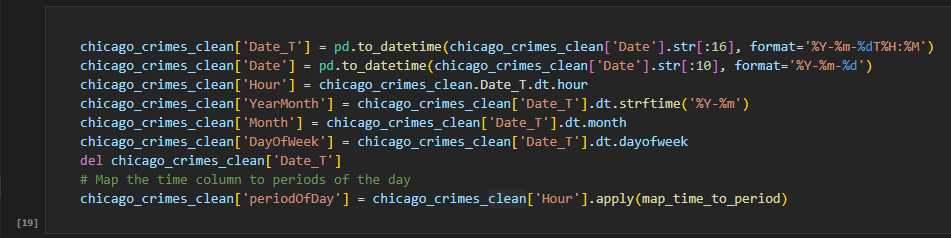 chicago_crimes_clean['Date_T'] = pd.to_datetime(chicago_crimes_clean['Date'].str[:16], format='%Y-%m-%dT%H:%M')
chicago_crimes_clean['Date'] = pd.to_datetime(chicago_crimes_clean['Date'].str[:10], format='%Y-%m-%d')
chicago_crimes_clean['Hour'] = chicago_crimes_clean.Date_T.dt.hour
chicago_crimes_clean['YearMonth'] = chicago_crimes_clean['Date_T'].dt.strftime('%Y-%m')
chicago_crimes_clean['Month'] = chicago_crimes_clean['Date_T'].dt.month
chicago_crimes_clean['DayOfWeek'] = chicago_crimes_clean['Date_T'].dt.dayofweek
del chicago_crimes_clean['Date_T']
# Map the time column to periods of the day
chicago_crimes_clean['periodOfDay'] = chicago_crimes_clean['Hour'].apply(map_time_to_period)
[19]